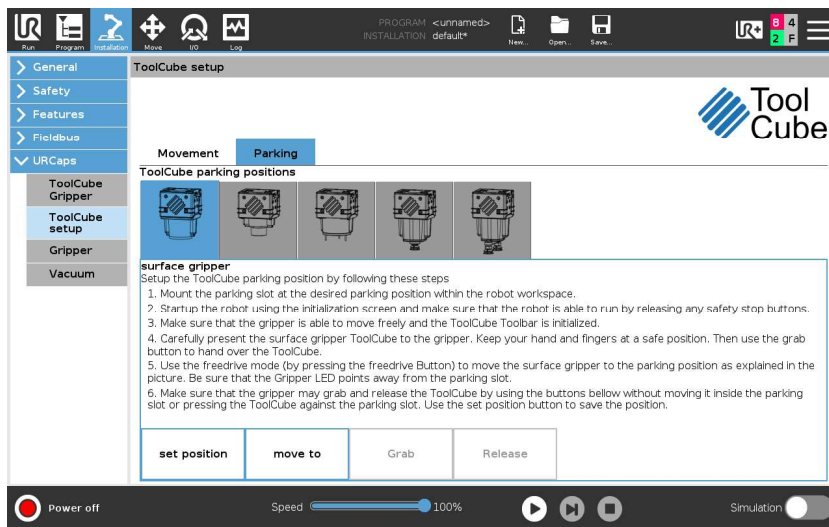 PROGRAM <unnamed>
INSTALLATION default*
UR
Run
Program
Installation
Move
I/O
Log
New...
Open...
Save...
R+
8 4
2 F
General
Safety
Features
Fieldbus
URCaps
ToolCube
Gripper
ToolCube
setup
Gripper
Vacuum
ToolCube setup
Tool
Cube
Movement
Parking
ToolCube parking positions
surface gripper
Setup the ToolCube parking position by following these steps
1. Mount the parking slot at the desired parking position within the robot workspace.
2. Startup the robot using the initialization screen and make sure that the robot is able to run by releasing any safety stop buttons.
3. Make sure that the gripper is able to move freely and the ToolCube Toolbar is initialized.
4. Carefully present the surface gripper ToolCube to the gripper. Keep your hand and fingers at a safe position. Then use the grab
button to hand over the ToolCube.
5. Use the freedrive mode (by pressing the freedrive Button) to move the surface gripper to the parking position as explained in the
picture. Be sure that the Gripper LED points away from the parking slot.
6. Make sure that the gripper may grab and release the ToolCube by using the buttons bellow without moving it inside the parking
slot or pressing the ToolCube against the parking slot. Use the set position button to save the position.
set position
move to
Grab
Release
Power off
Speed
100%
Simulation